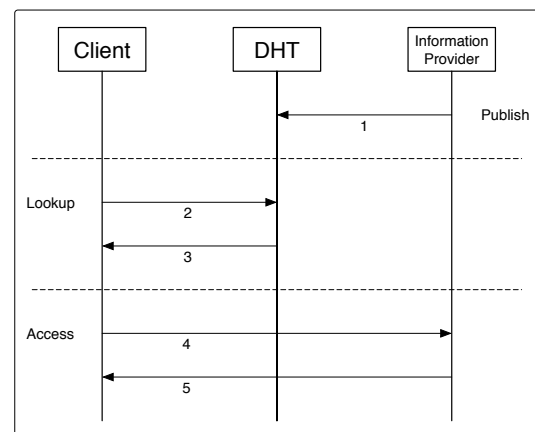 Client
DHT
Information
Provider
1
Publish
Lookup
2
3
Access
4
5